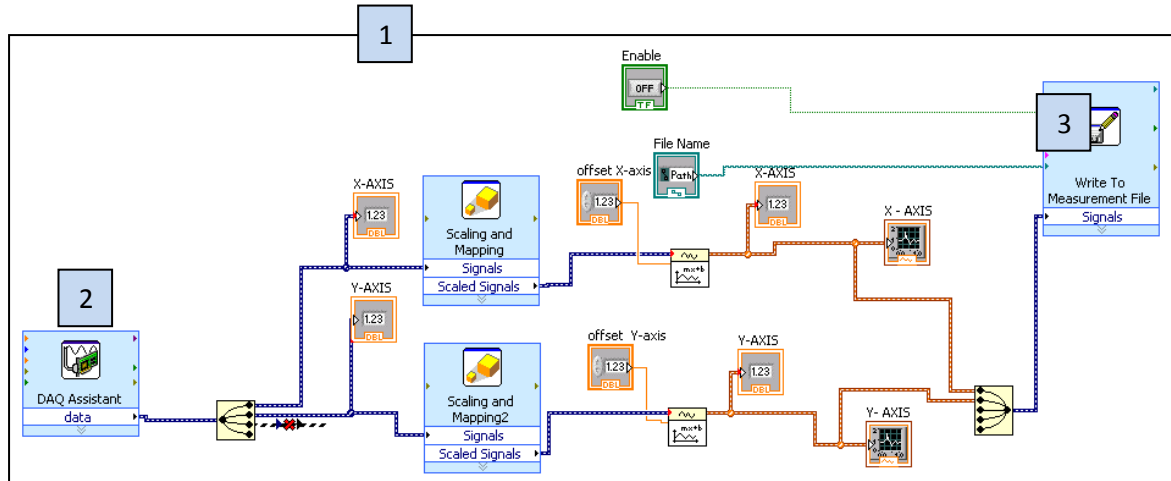 1
Enable
OFF
TF
3
File Name
Path
Write To
Measurement File
Signals
offset X-axis
1.23
DBL
X-AXIS
1.23
DBL
X-AXIS
1.23
DBL
X - AXIS
Scaling and
Mapping
Signals
Scaled Signals
mx+b
2
DAQ Assistant
data
Y-AXIS
1.23
DBL
offset Y-axis
1.23
DBL
Y-AXIS
1.23
DBL
Scaling and
Mapping2
Signals
Scaled Signals
mx+b
Y- AXIS